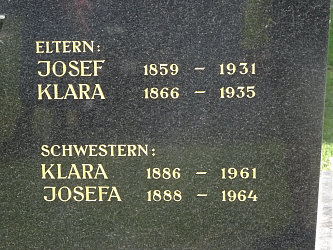 ELTERN:
JOSEF 1859 - 1931
KLARA 1866 - 1935
SCHWESTERN:
KLARA 1886 - 1961
JOSEFA 1888 - 1964